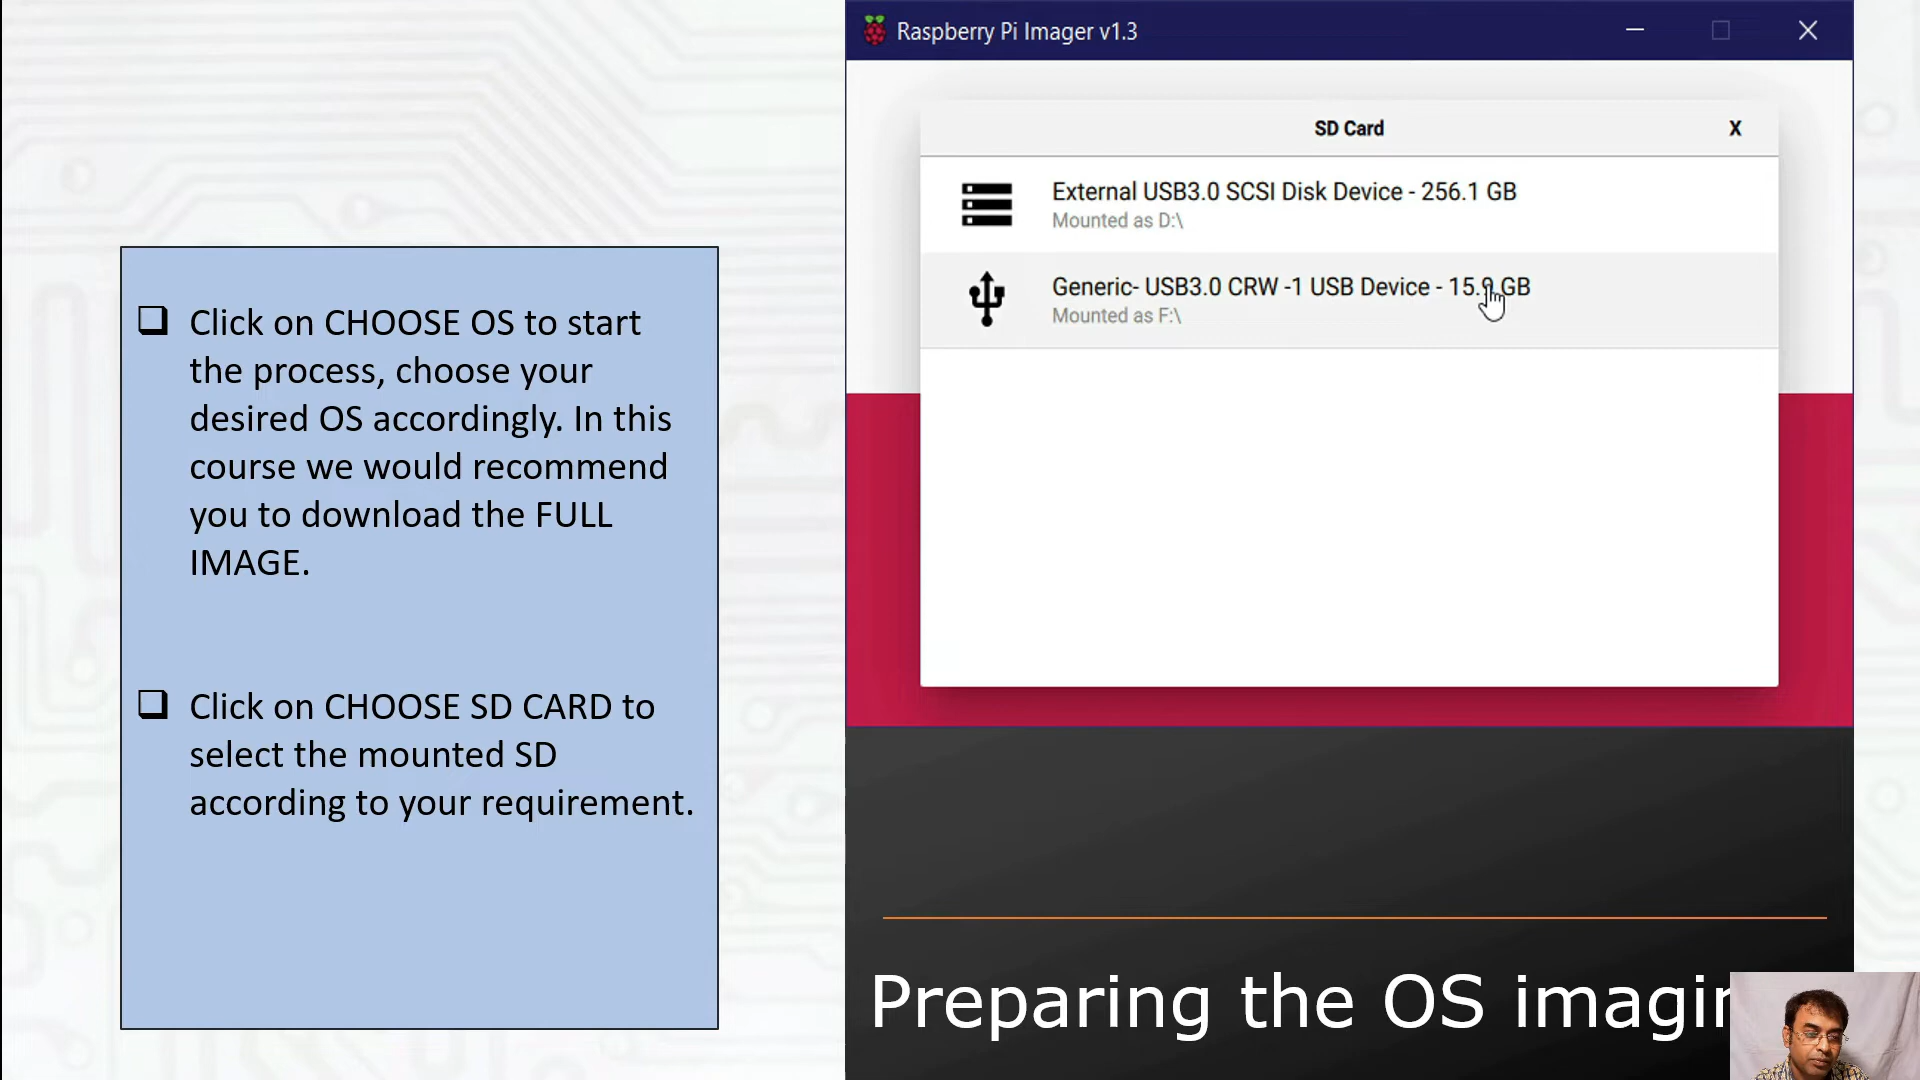 Raspberry Pi Imager v1.3
SD Card
X
External USB3.0 SCSI Disk Device - 256.1 GB
Mounted as D:\
Generic- USB3.0 CRW -1 USB Device - 15.9 GB
Mounted as F:\
Click on CHOOSE OS to start
the process, choose your
desired OS accordingly. In this
course we would recommend
you to download the FULL
IMAGE.
Click on CHOOSE SD CARD to
select the mounted SD
according to your requirement.
Preparing the OS